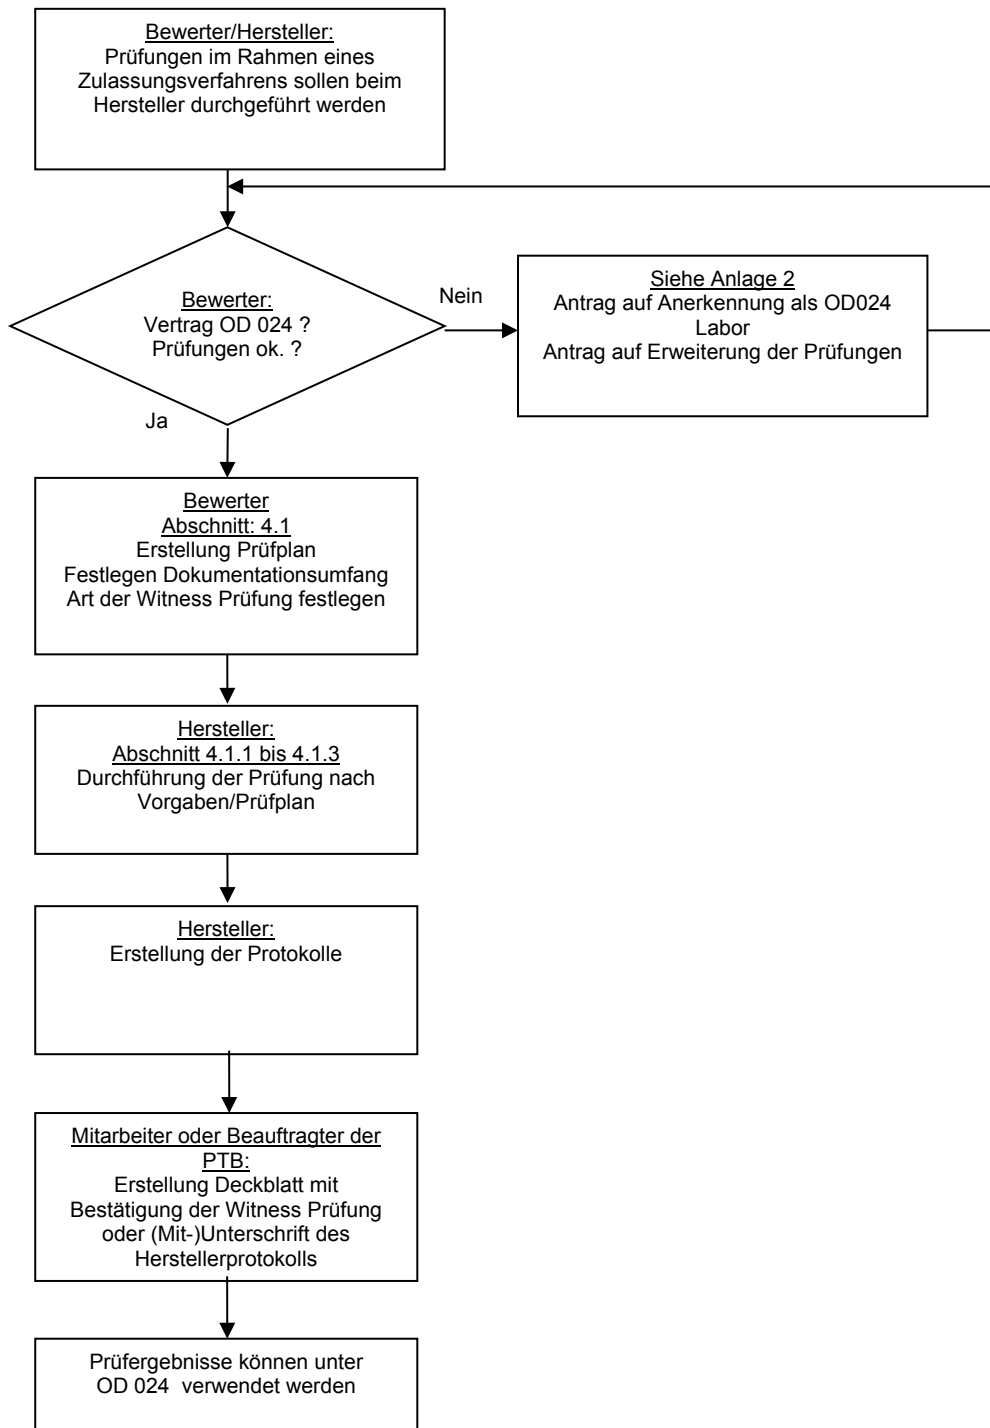 Bewerter/Hersteller:
Prüfungen im Rahmen eines
Zulassungsverfahrens sollen beim
Hersteller durchgeführt werden
Bewerter:
Vertrag OD 024 ?
Prüfungen ok. ?
Nein
Siehe Anlage 2
Antrag auf Anerkennung als OD024
Labor
Antrag auf Erweiterung der Prüfungen
Ja
Bewerter
Abschnitt: 4.1
Erstellung Prüfplan
Festlegen Dokumentationsumfang
Art der Witness Prüfung festlegen
Hersteller:
Abschnitt 4.1.1 bis 4.1.3
Durchführung der Prüfung nach
Vorgaben/Prüfplan
Hersteller:
Erstellung der Protokolle
Mitarbeiter oder Beauftragter der
PTB:
Erstellung Deckblatt mit
Bestätigung der Witness Prüfung
oder (Mit-)Unterschrift des
Herstellerprotokolls
Prüfergebnisse können unter
OD 024 verwendet werden